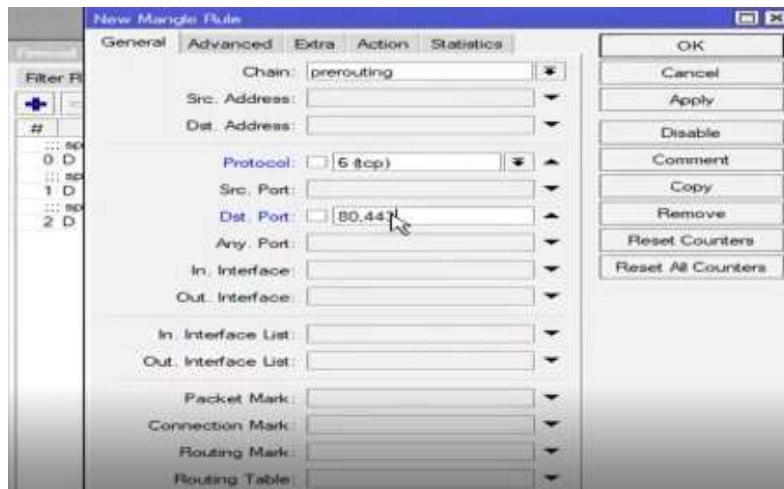 New Mangle Rule
General Advanced Extra Action Statistics
OK
Chain: prerouting
Cancel
Filter R
Src. Address:
Apply
Dst. Address:
#
Disable
::: sp
0 D
Protocol: 6 (tcp)
Comment
::: sp
1 D
Src. Port:
Copy
::: sp
2 D
Dst. Port: 80,443
Remove
Any. Port:
Reset Counters
In. Interface:
Reset All Counters
Out. Interface:
In. Interface List:
Out. Interface List:
Packet Mark:
Connection Mark:
Routing Mark:
Routing Table: